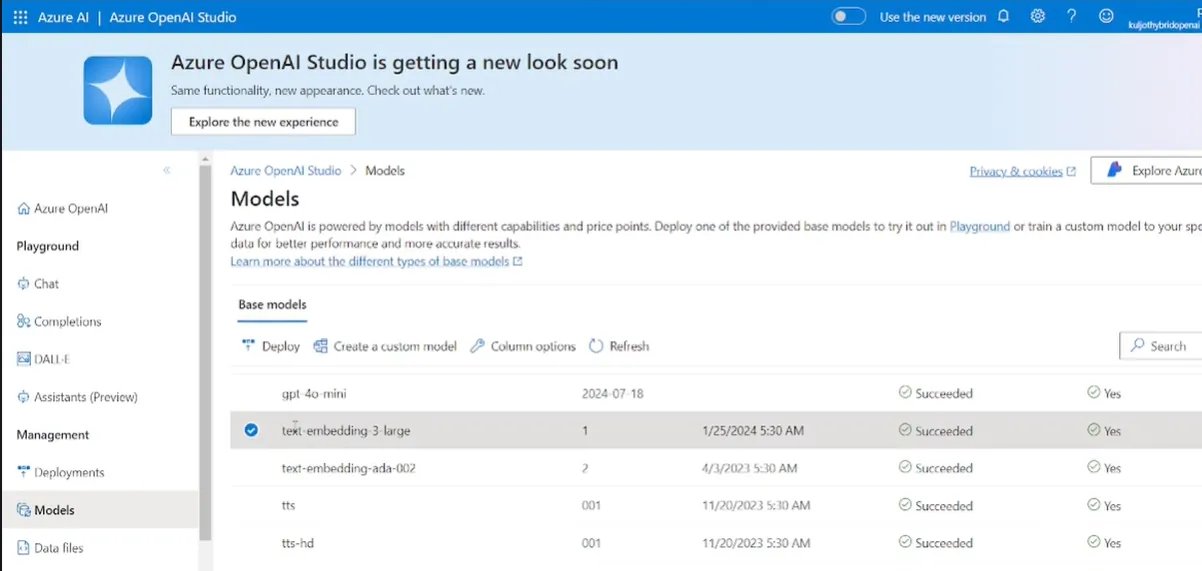 Azure AI | Azure OpenAI Studio
Use the new version
kuljothybridopenai
Azure OpenAI Studio is getting a new look soon
Same functionality, new appearance. Check out what's new.
Explore the new experience
Azure OpenAI Studio > Models
Privacy & cookies
Explore Azure
Models
Azure OpenAI is powered by models with different capabilities and price points. Deploy one of the provided base models to try it out in Playground or train a custom model to your
data for better performance and more accurate results.
Learn more about the different types of base models
Azure OpenAI
Playground
Chat
Completions
DALL-E
Assistants (Preview)
Management
Deployments
Models
Data files
Base models
Deploy Create a custom model Column options Refresh Search
gpt-4o-mini 2024-07-18 Succeeded Yes
text-embedding-3-large 1 1/25/2024 5:30 AM Succeeded Yes
text-embedding-ada-002 2 4/3/2023 5:30 AM Succeeded Yes
tts 001 11/20/2023 5:30 AM Succeeded Yes
tts-hd 001 11/20/2023 5:30 AM Succeeded Yes